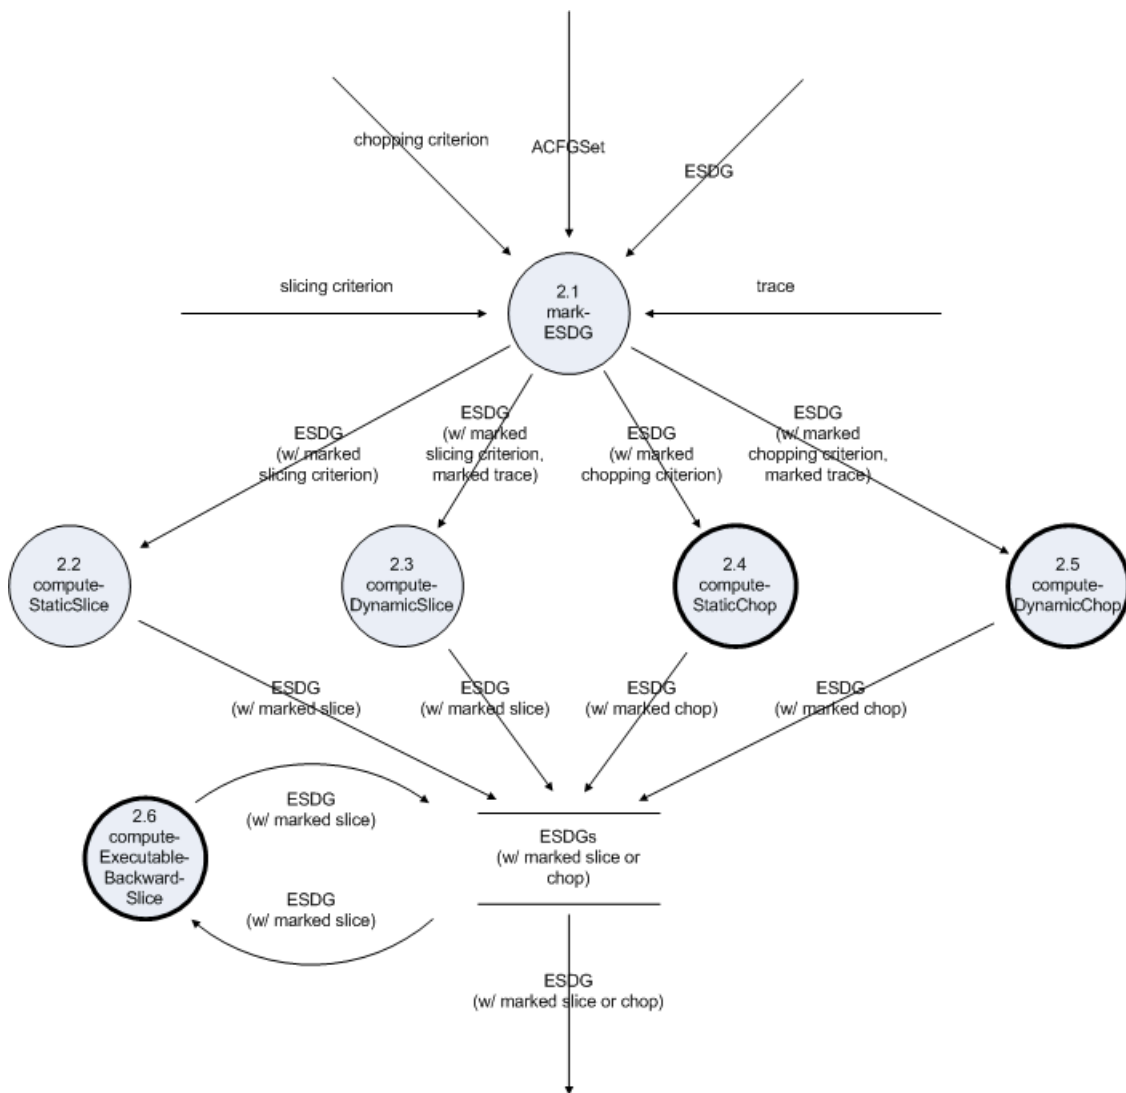 chopping criterion
ACFGSet
ESDG
slicing criterion
trace
2.1
mark-
ESDG
ESDG
(w/ marked
slicing criterion)
ESDG
(w/ marked
slicing criterion,
marked trace)
ESDG
(w/ marked
chopping criterion)
ESDG
(w/ marked
chopping criterion,
marked trace)
2.2
compute-
StaticSlice
2.3
compute-
DynamicSlice
2.4
compute-
StaticChop
2.5
compute-
DynamicChop
ESDG
(w/ marked slice)
ESDG
(w/ marked slice)
ESDG
(w/ marked chop)
ESDG
(w/ marked chop)
2.6
compute-
Executable-
Backward-
Slice
ESDG
(w/ marked slice)
ESDG
(w/ marked slice)
ESDGs
(w/ marked slice or
chop)
ESDG
(w/ marked slice or chop)